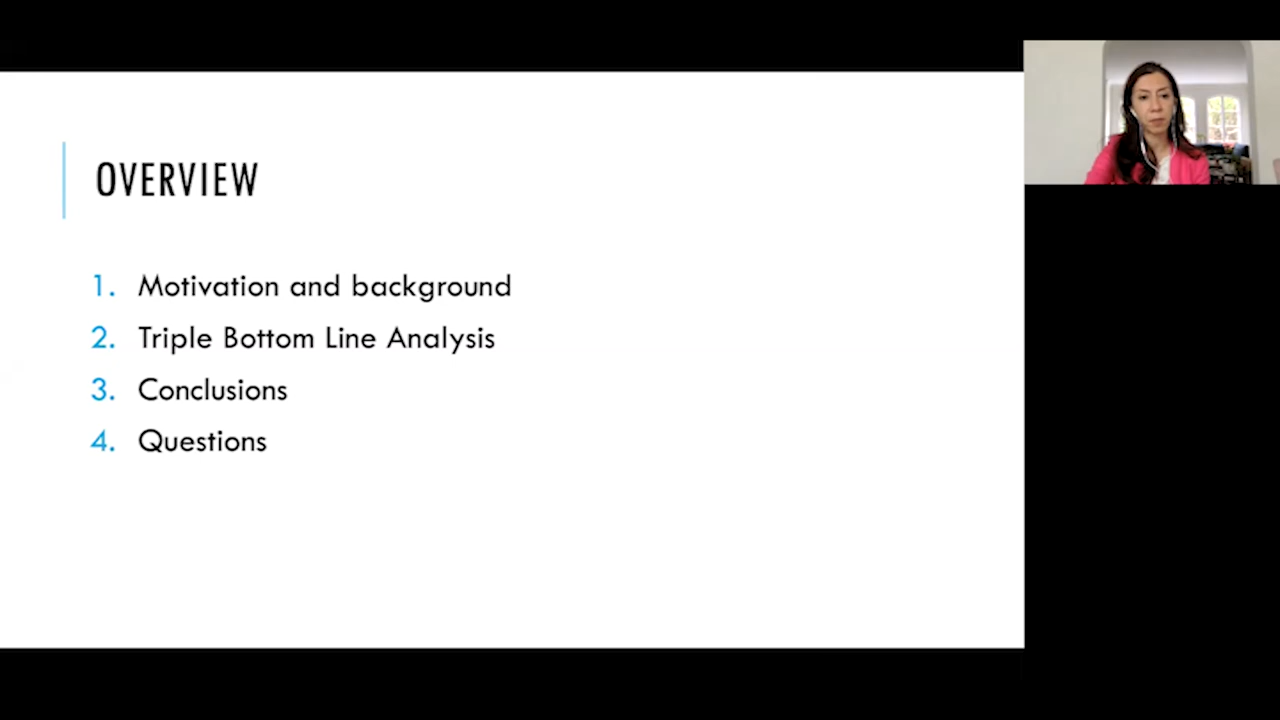 OVERVIEW
1. Motivation and background
2. Triple Bottom Line Analysis
3. Conclusions
4. Questions